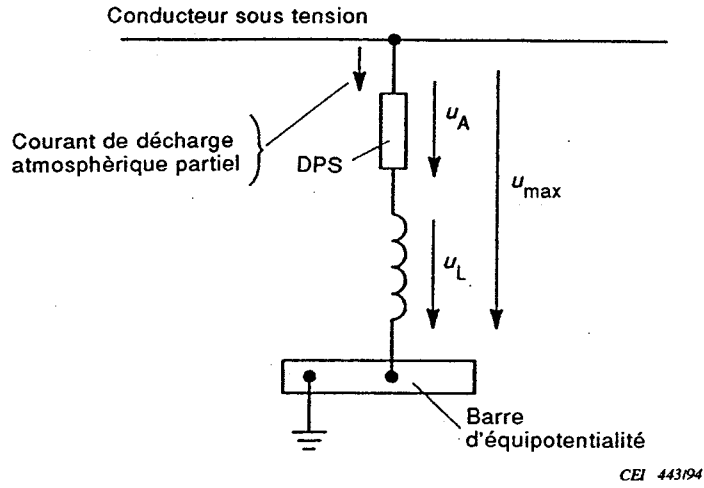 Conducteur sous tension
Courant de décharge
atmosphèrique partiel
DPS
u_A
u_max
u_L
Barre
d'équipotentialité
CEI 443/94